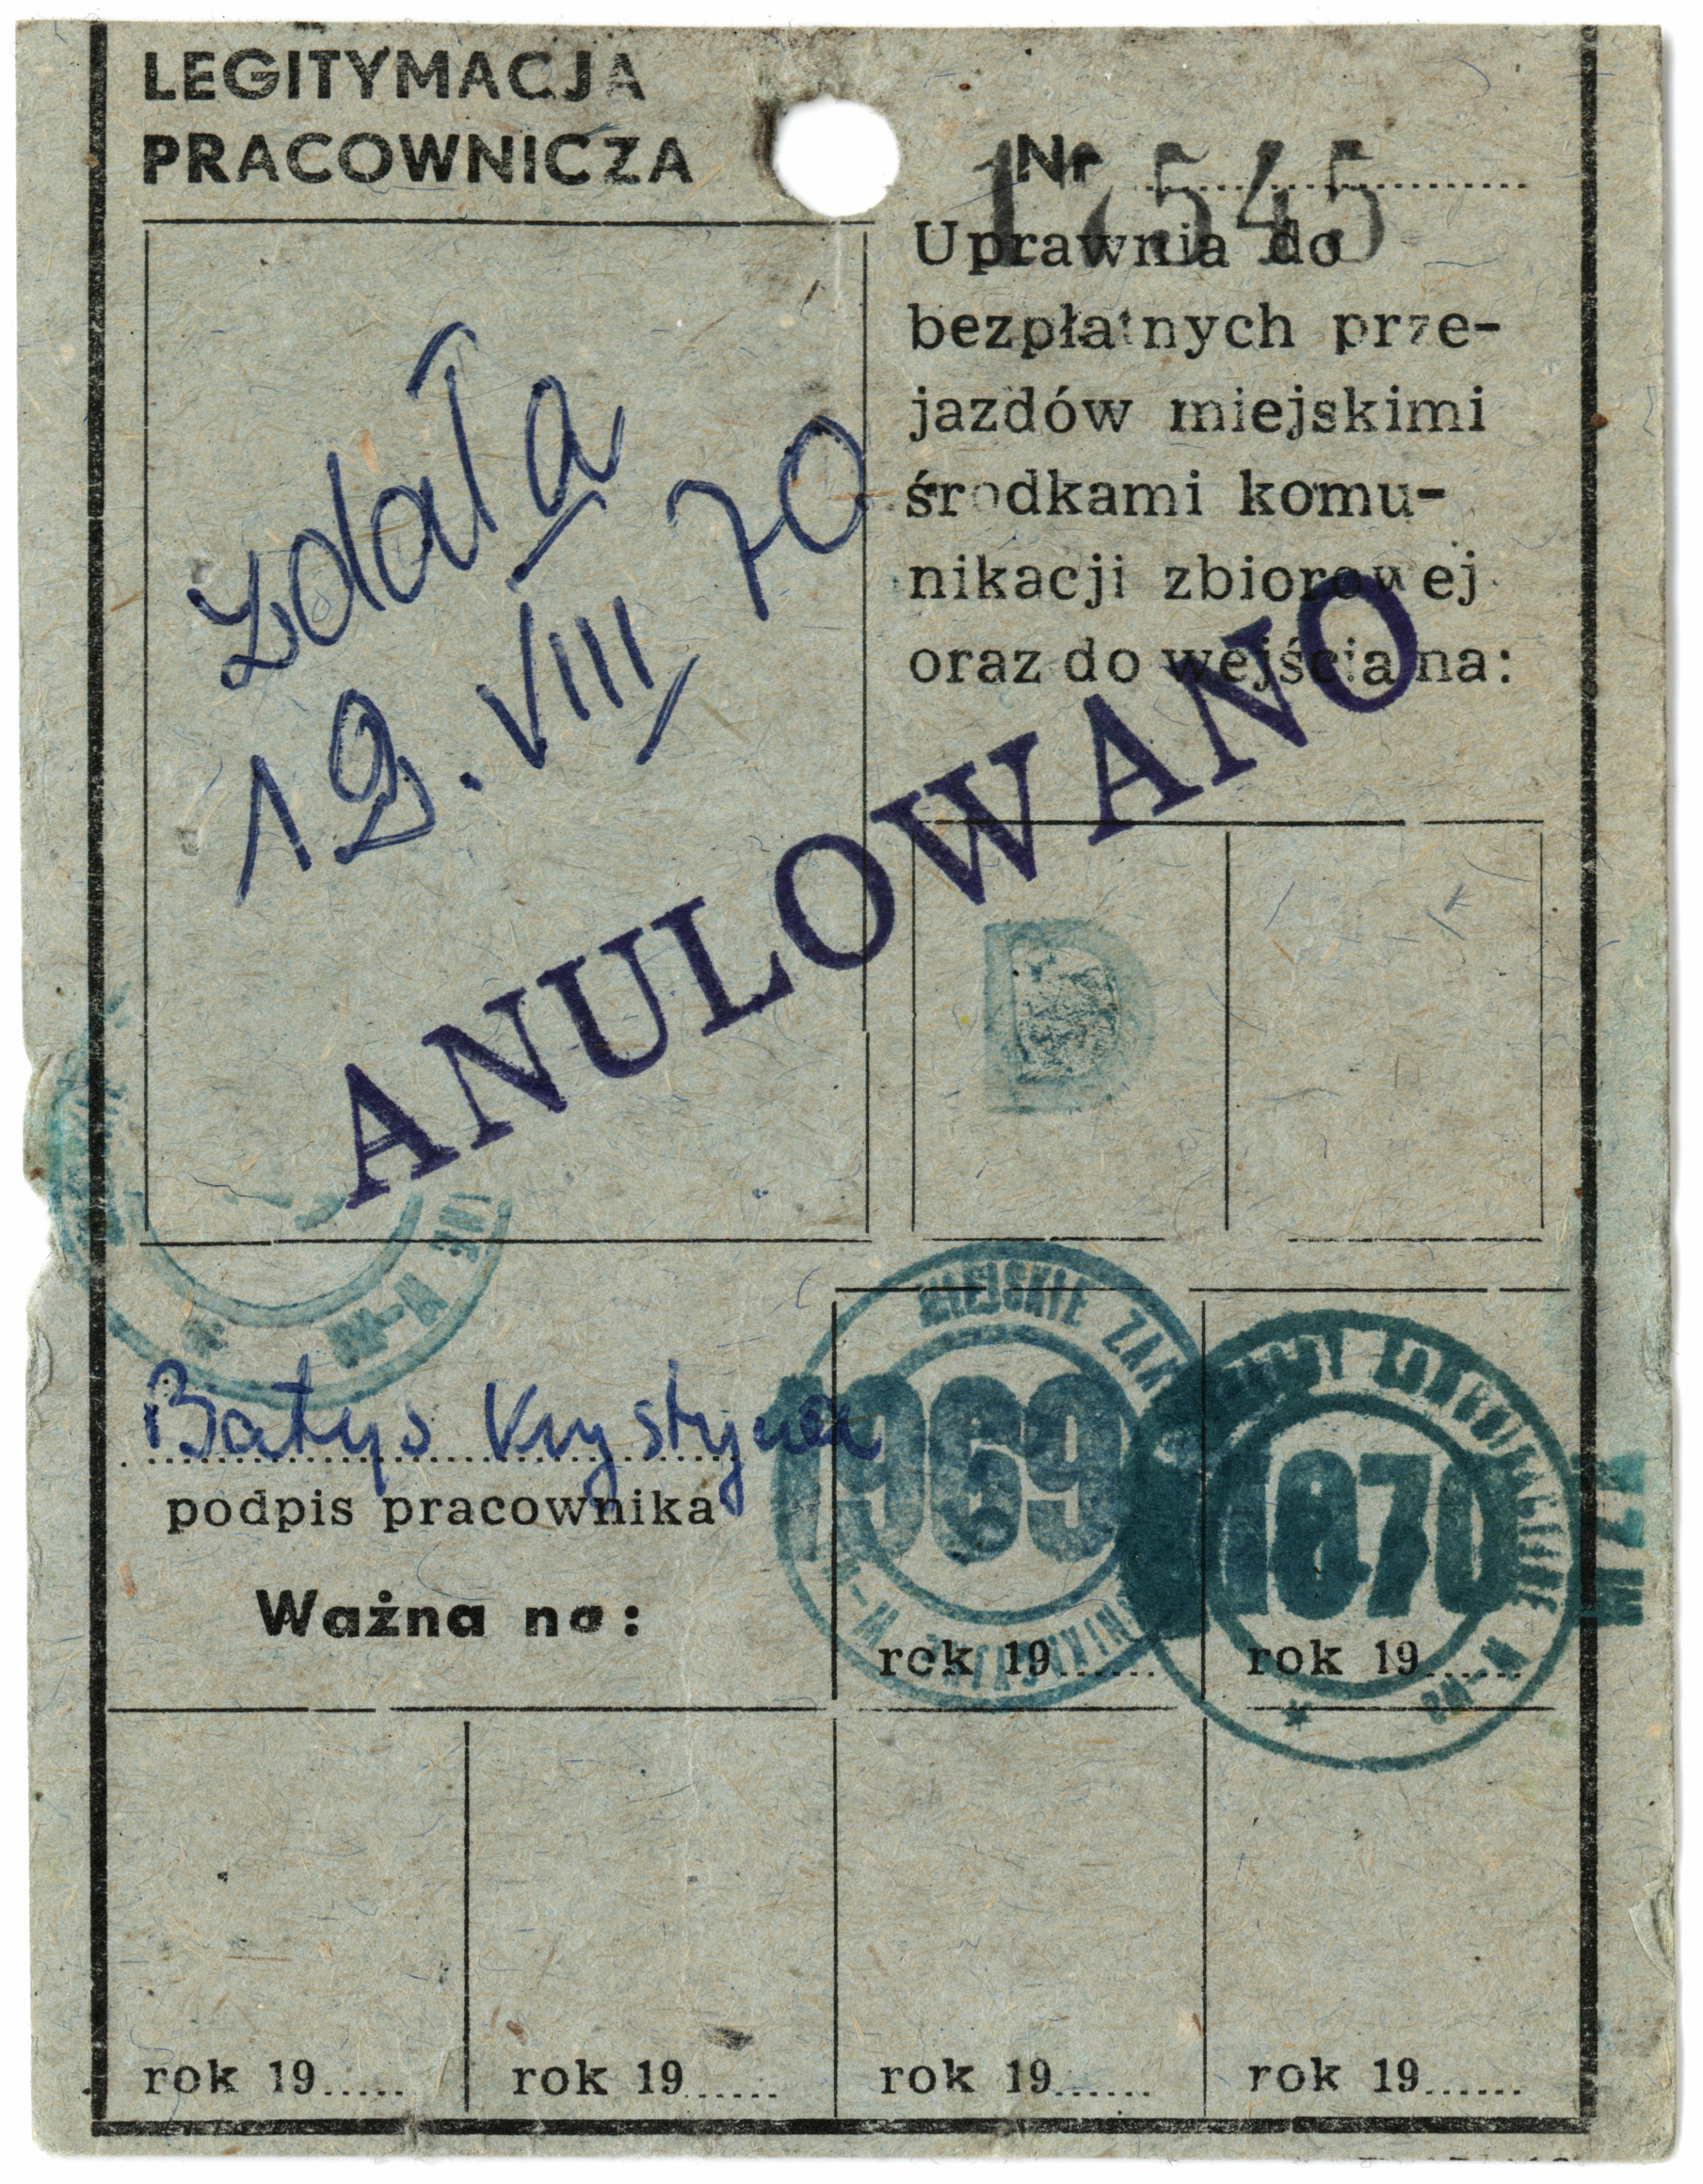 LEGITYMACJA
PRACOWNICZA
Nr
Uprawnia do
bezpłatnych prze-
jazdów miejskimi
środkami komu-
nikacji zbiorowej
oraz do wejścia na:
zdała
12.VIII 70
ANULOWANO
D
Batys Krystyna
podpis pracownika
Ważna na:
MIEJSKIE ZAK
1969
rok 19......
1970
rok 19......
rok 19......
rok 19......
rok 19......
rok 19......